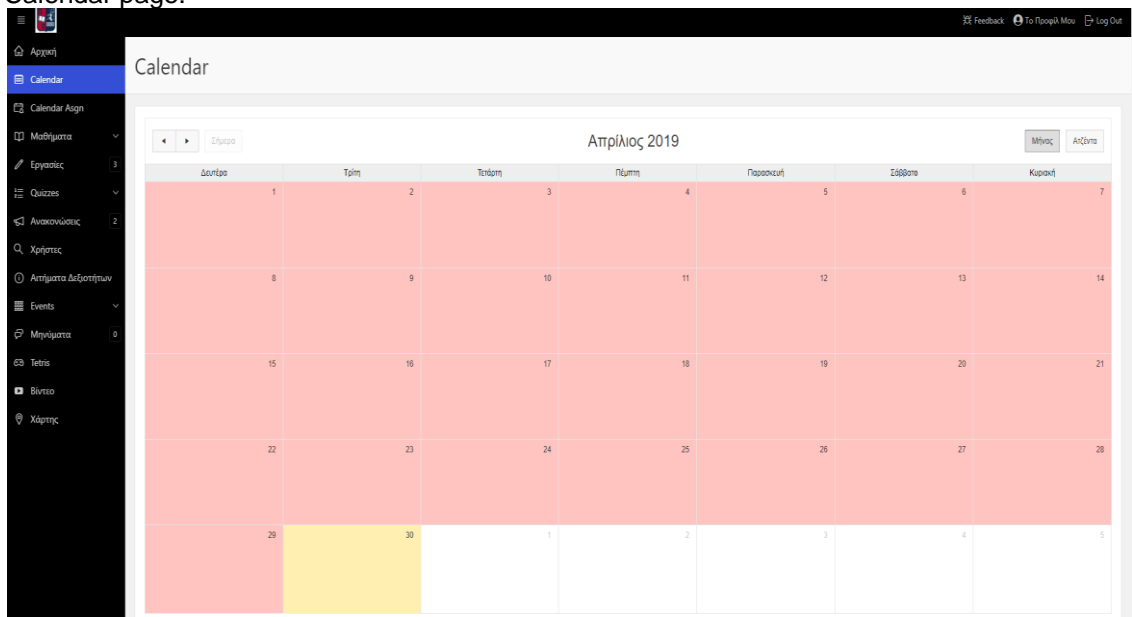 Calendar page.
Feedback Το Προφίλ Μου Log Out
Αρχική
Calendar
Calendar Asgn
Μαθήματα
Εργασίες 3
Quizzes
Ανακονώσεις 2
Χρήστες
Αιτήματα Δεξιοτήτων
Events
Μηνύματα 0
Tetris
Βίντεο
Χάρτης
Calendar
Σήμερα Απρίλιος 2019 Μήνας Ατζέντα
Δευτέρα Τρίτη Τετάρτη Πέμπτη Παρασκευή Σάββατο Κυριακή
1 2 3 4 5 6 7
8 9 10 11 12 13 14
15 16 17 18 19 20 21
22 23 24 25 26 27 28
29 30 1 2 3 4 5